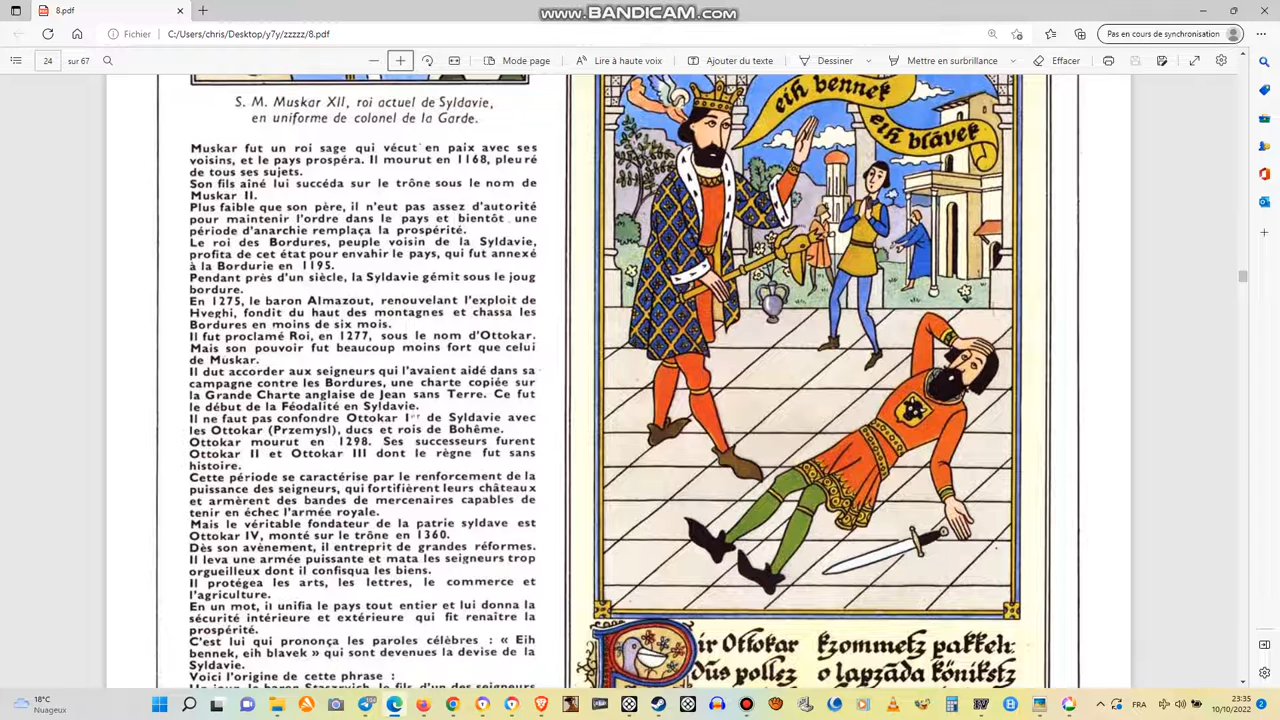 www.BANDICAM.com
8.pdf
Fichier
C:/Users/chris/Desktop/y7y/zzzzz/8.pdf
Pas en cours de synchronisation
24 sur 67
Mode page
Lire à haute voix
Ajouter du texte
Dessiner
Mettre en surbrillance
Effacer
S. M. Muskar XII, roi actuel de Syldavie,
en uniforme de colonel de la Garde.
Muskar fut un roi sage qui vécut en paix avec ses
voisins, et le pays prospéra. Il mourut en 1168, pleuré
de tous ses sujets.
Son fils aîné lui succéda sur le trône sous le nom de
Muskar II.
Plus faible que son père, il n'eut pas assez d'autorité
pour maintenir l'ordre dans le pays et bientôt une
période d'anarchie remplaça la prospérité.
Le roi des Bordures, peuple voisin de la Syldavie,
profita de cet état pour envahir le pays, qui fut annexé
à la Bordurie en 1195.
Pendant près d'un siècle, la Syldavie gémit sous le joug
bordure.
En 1275, le baron Almazout, renouvelant l'exploit de
Hveghi, fondit du haut des montagnes et chassa les
Bordures en moins de six mois.
Il fut proclamé Roi, en 1277, sous le nom d'Ottokar.
Mais son pouvoir fut beaucoup moins fort que celui
de Muskar.
Il dut accorder aux seigneurs qui l'avaient aidé dans sa
campagne contre les Bordures, une charte copiée sur
la Grande Charte anglaise de Jean sans Terre. Ce fut
le début de la Féodalité en Syldavie.
Il ne faut pas confondre Ottokar Ier de Syldavie avec
les Ottokar (Przemysl), ducs et rois de Bohême.
Ottokar mourut en 1298. Ses successeurs furent
Ottokar II et Ottokar III dont le règne fut sans
histoire.
Cette période se caractérise par le renforcement de la
puissance des seigneurs, qui fortifièrent leurs châteaux
et armèrent des bandes de mercenaires capables de
tenir en échec l'armée royale.
Mais le véritable fondateur de la patrie syldave est
Ottokar IV, monté sur le trône en 1360.
Dès son avènement, il entreprit de grandes réformes.
Il leva une armée puissante et mata les seigneurs trop
orgueilleux dont il confisqua les biens.
Il protégea les arts, les lettres, le commerce et
l'agriculture.
En un mot, il unifia le pays tout entier et lui donna la
sécurité intérieure et extérieure qui fit renaître la
prospérité.
C'est lui qui prononça les paroles célèbres : « Eih
bennek, eih blavek » qui sont devenues la devise de la
Syldavie.
Voici l'origine de cette phrase :
eih bennek
eih blāvek
Pir Ottokar
Dūs pollsz
kzommetz pakkeh:
o lapzāda könikstz
18°C
Nuageux
FRA
23:35
10/10/2022